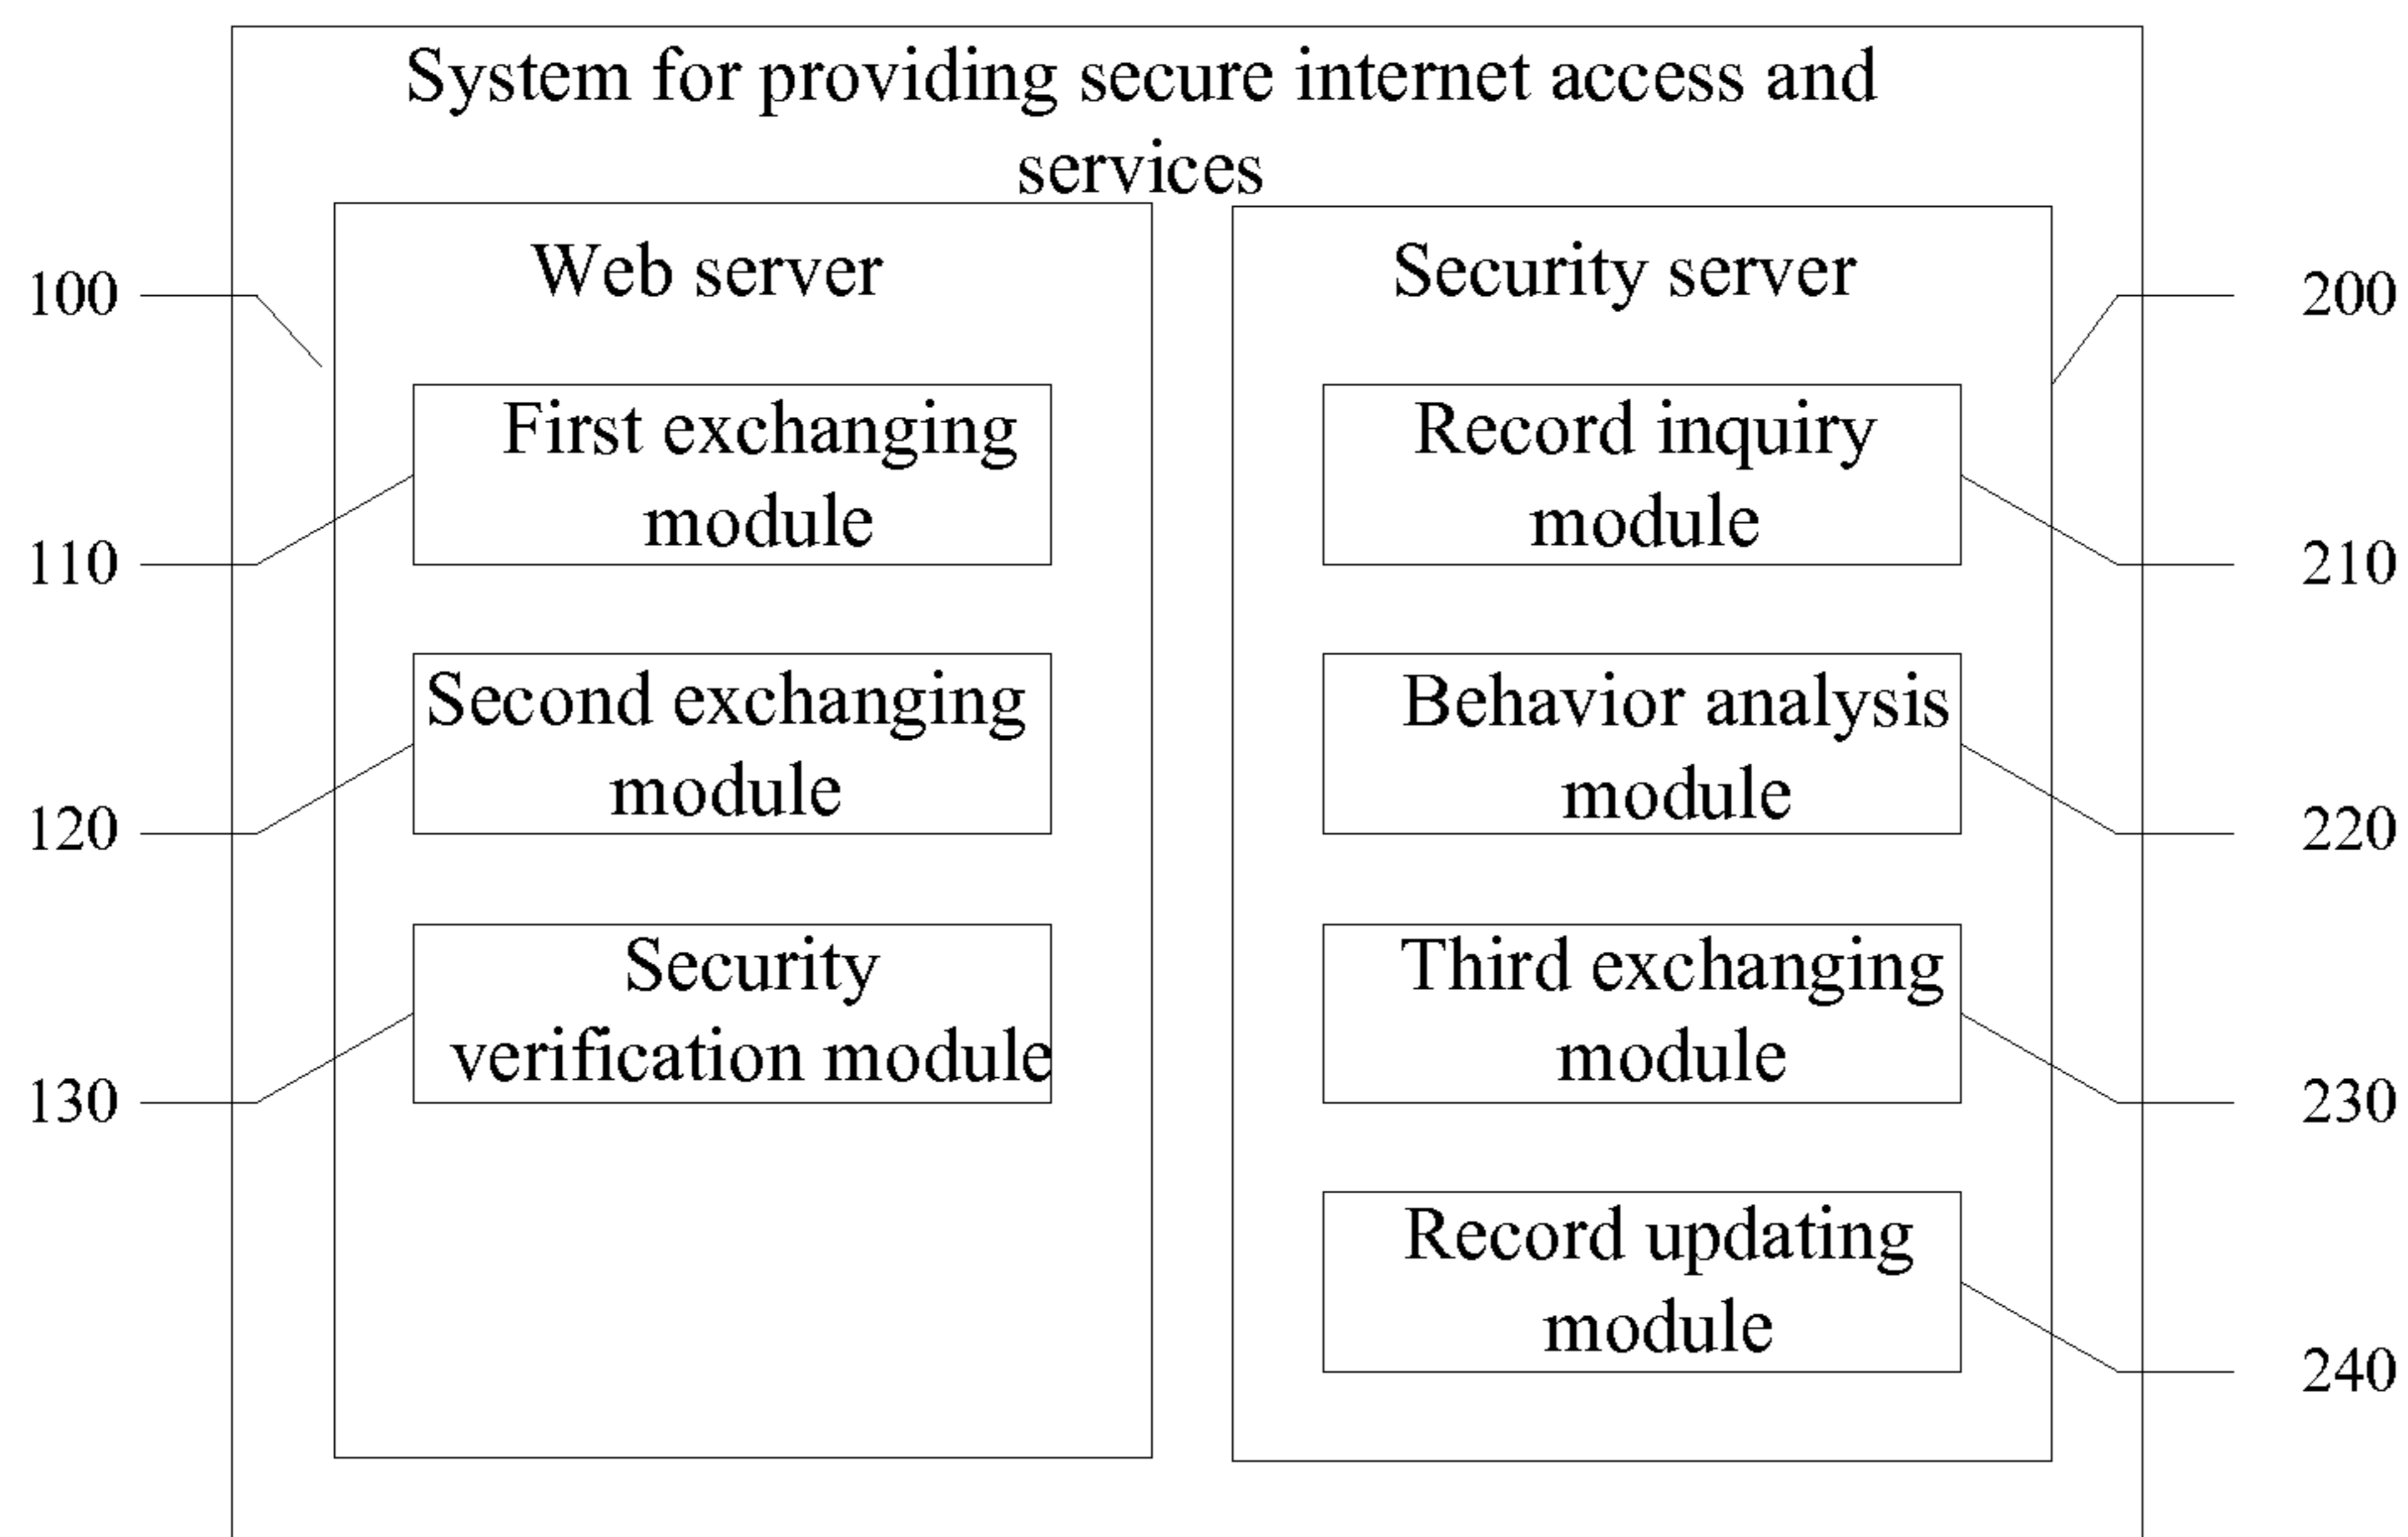 System for providing secure internet access and
services
Web server
100
First exchanging
module
110
Second exchanging
module
120
Security
verification module
130
Security server
200
Record inquiry
module
210
Behavior analysis
module
220
Third exchanging
module
230
Record updating
module
240